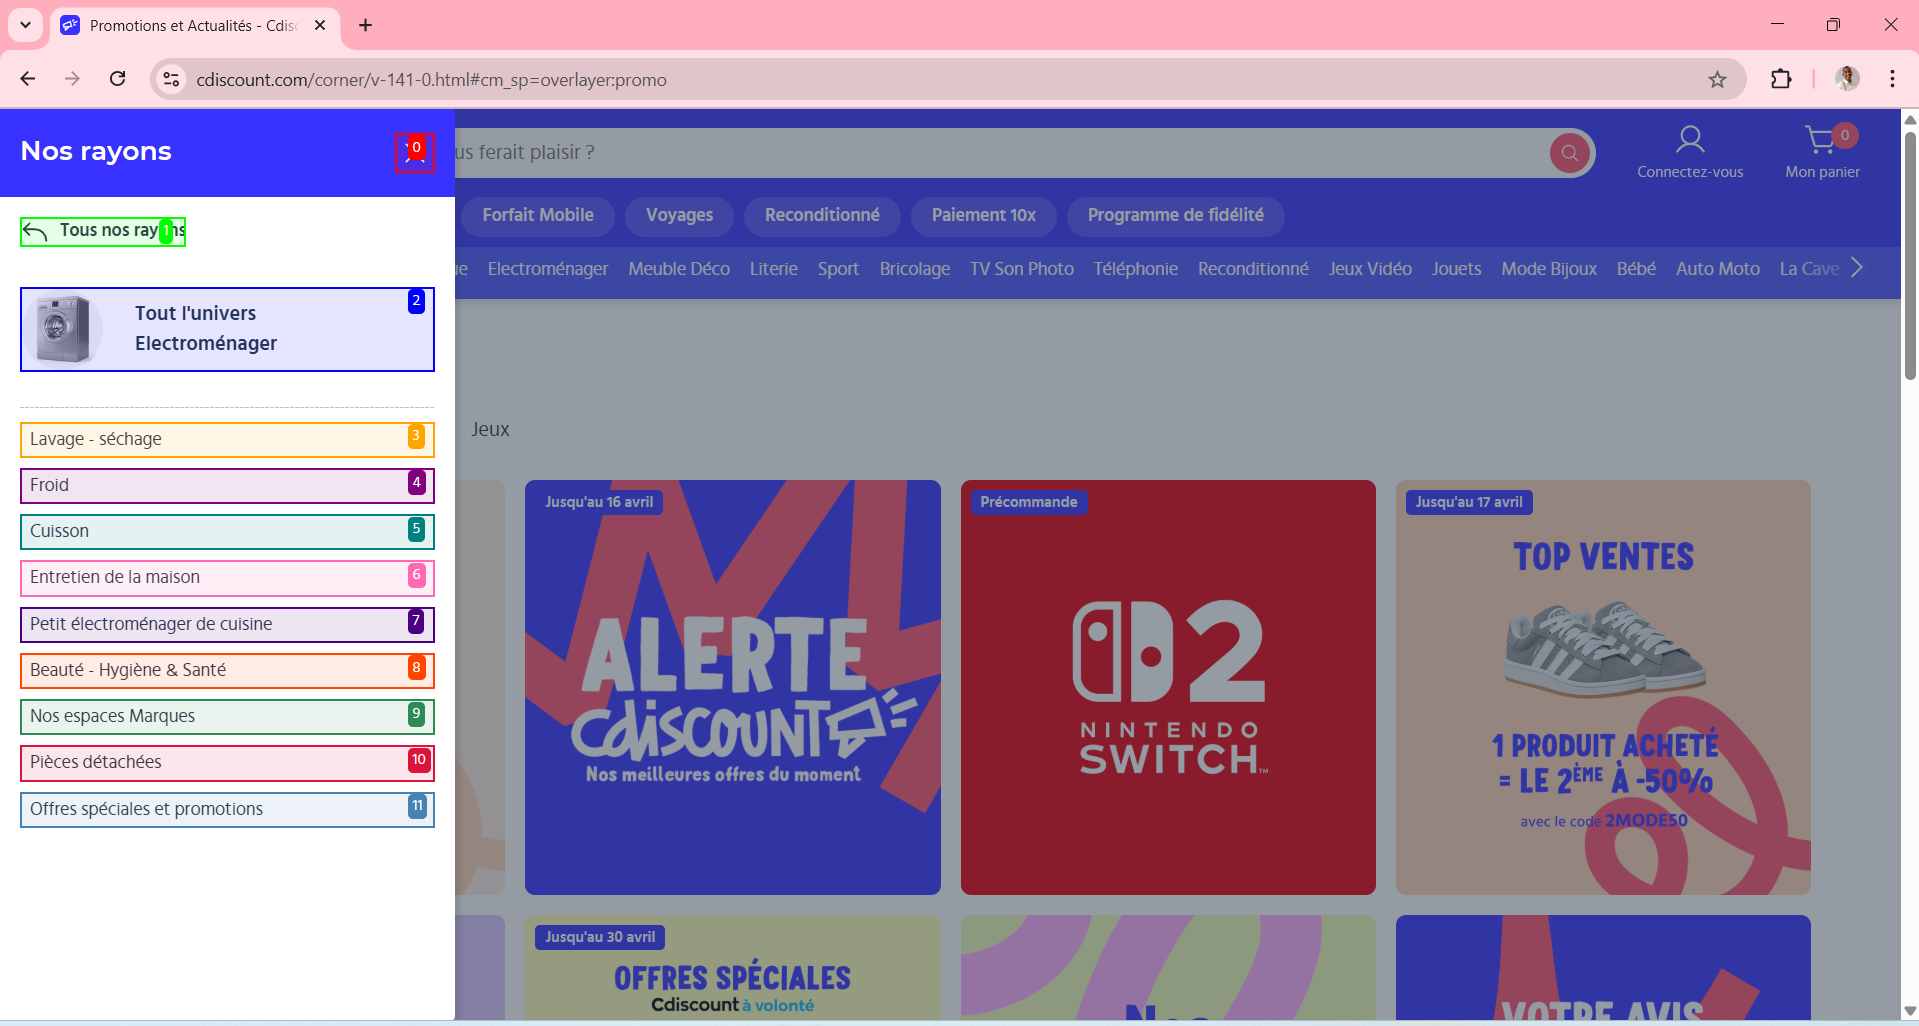 Promotions et Actualités - Cdisc
cdiscount.com/corner/v-141-0.html#cm_sp=overlayer:promo
Nos rayons
0
us ferait plaisir ?
Connectez-vous
0
Mon panier
Tous nos rayons
1
Forfait Mobile
Voyages
Reconditionné
Paiement 10x
Programme de fidélité
ue
Electroménager
Meuble Déco
Literie
Sport
Bricolage
TV Son Photo
Téléphonie
Reconditionné
Jeux Vidéo
Jouets
Mode Bijoux
Bébé
Auto Moto
La Cave
Tout l'univers
Electroménager
2
Lavage - séchage
3
Froid
4
Cuisson
5
Entretien de la maison
6
Petit électroménager de cuisine
7
Beauté - Hygiène & Santé
8
Nos espaces Marques
9
Pièces détachées
10
Offres spéciales et promotions
11
Jeux
Jusqu'au 16 avril
ALERTE
Cdiscount
Nos meilleures offres du moment
Précommande
2
NINTENDO
SWITCH™
Jusqu'au 17 avril
TOP VENTES
1 PRODUIT ACHETÉ
= LE 2ÈME À -50%
avec le code 2MODE50
Jusqu'au 30 avril
OFFRES SPÉCIALES
Cdiscount à volonté
Nos
VOTRE AVIS